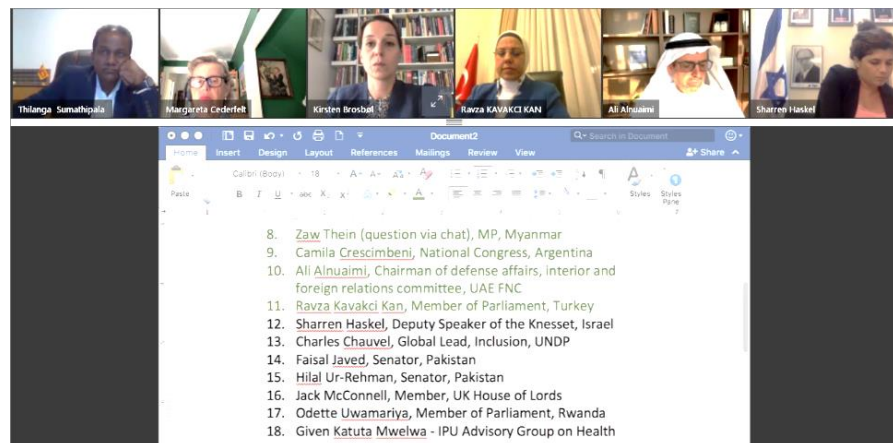 Thilanga Sumathipala
Margareta Cederfelt
Kirsten Brosbøl
Ravza KAVAKCI KAN
Ali Alnuaimi
Sharren Haskel
Document2
Search in Document
Home Insert Design Layout References Mailings Review View
Share
Calibri (Body) 18
Paste
B I U abc X₂ X²
Styles
Styles Pane
8. Zaw Thein (question via chat), MP, Myanmar
9. Camila Crescimbeni, National Congress, Argentina
10. Ali Alnuaimi, Chairman of defense affairs, interior and
foreign relations committee, UAE FNC
11. Ravza Kavakci Kan, Member of Parliament, Turkey
12. Sharren Haskel, Deputy Speaker of the Knesset, Israel
13. Charles Chauvel, Global Lead, Inclusion, UNDP
14. Faisal Javed, Senator, Pakistan
15. Hilal Ur-Rehman, Senator, Pakistan
16. Jack McConnell, Member, UK House of Lords
17. Odette Uwamariya, Member of Parliament, Rwanda
18. Given Katuta Mwelwa - IPU Advisory Group on Health